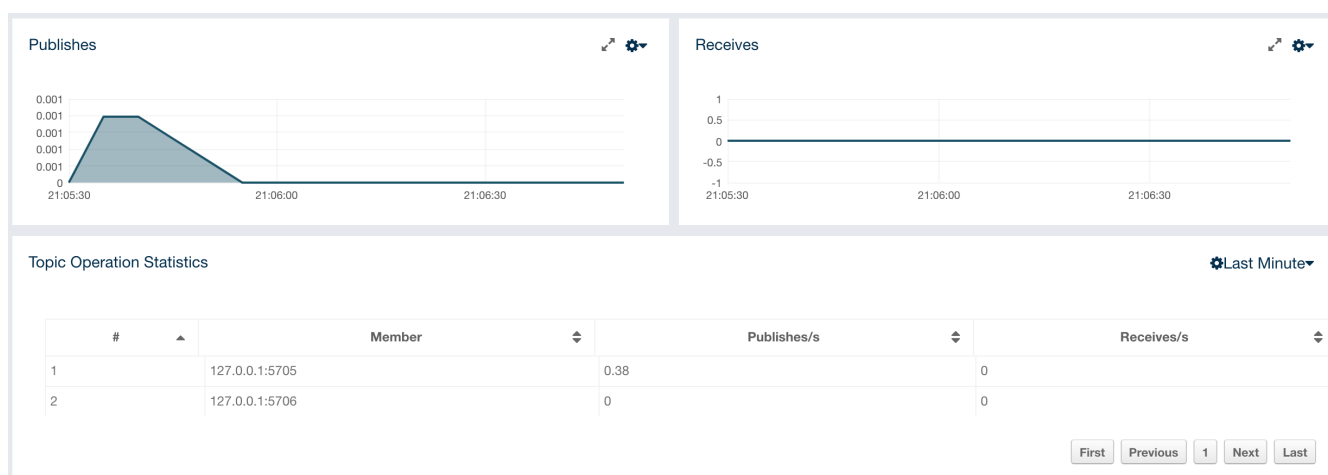 Publishes
0.001
0.001
0.001
0.001
0.001
0
21:05:30 21:06:00 21:06:30
Receives
1
0.5
0
-0.5
-1
21:05:30 21:06:00 21:06:30
Topic Operation Statistics
Last Minute
# Member Publishes/s Receives/s
1 127.0.0.1:5705 0.38 0
2 127.0.0.1:5706 0 0
First Previous 1 Next Last